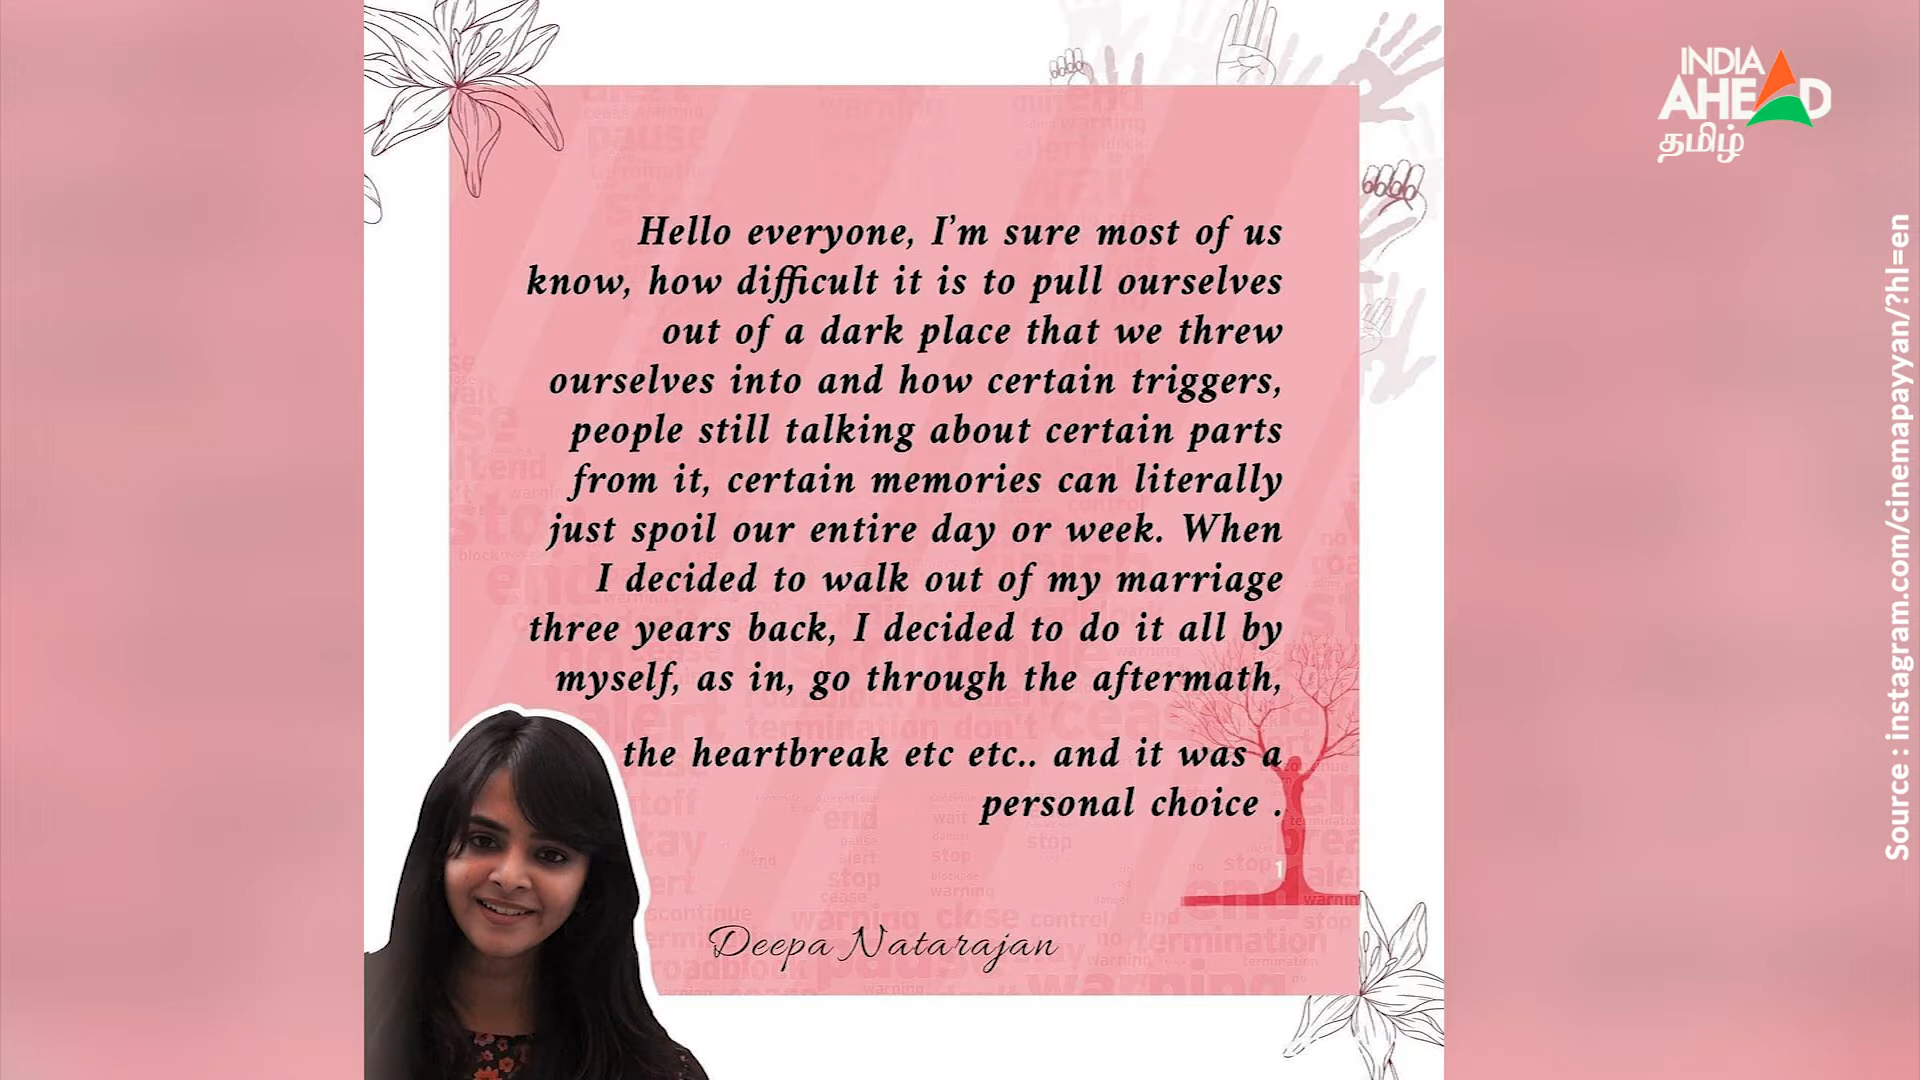 INDIA
AHEAD
தமிழ்
Hello everyone, I'm sure most of us
know, how difficult it is to pull ourselves
out of a dark place that we threw
ourselves into and how certain triggers,
people still talking about certain parts
from it, certain memories can literally
just spoil our entire day or week. When
I decided to walk out of my marriage
three years back, I decided to do it all by
myself, as in, go through the aftermath,
the heartbreak etc etc.. and it was a
personal choice .
1
Deepa Natarajan
Source : instagram.com/cinemapayyan/?hl=en